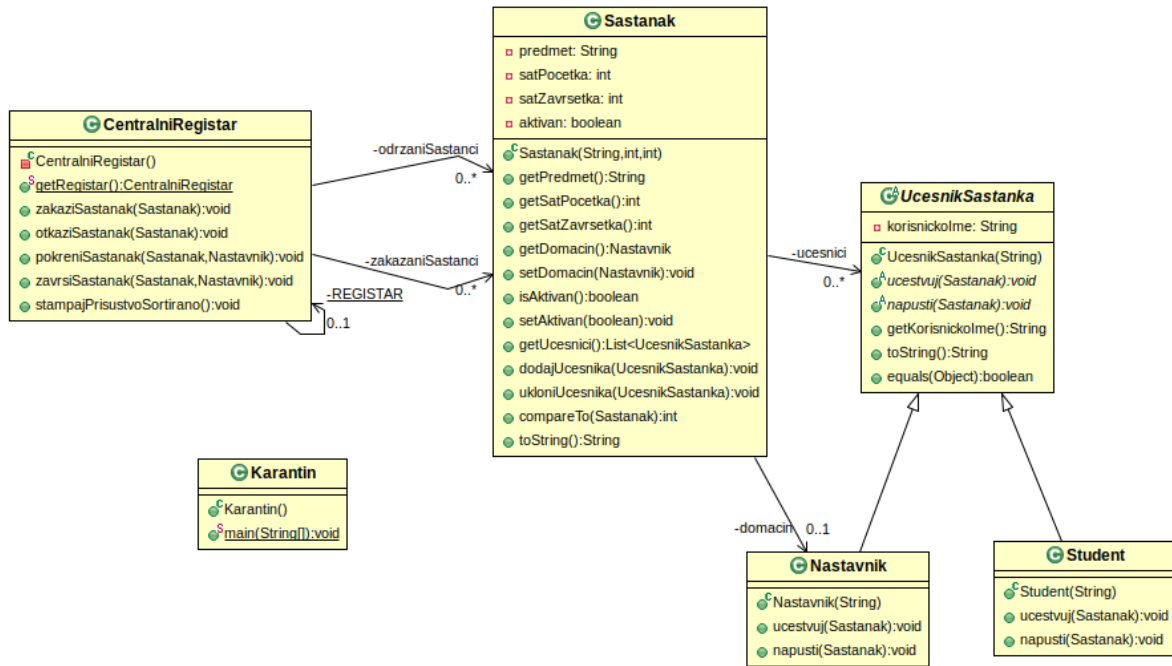 CentralniRegistar
CentralniRegistar()
getRegistar():CentralniRegistar
zakaziSastanak(Sastanak):void
otkaziSastanak(Sastanak):void
pokreniSastanak(Sastanak,Nastavnik):void
zavrsiSastanak(Sastanak,Nastavnik):void
stampajPrisustvoSortirano():void
-odrzaniSastanci
0..*
-zakazaniSastanci
0..*
-REGISTAR
0..1
Sastanak
predmet: String
satPocetka: int
satZavrsetka: int
aktivan: boolean
Sastanak(String,int,int)
getPredmet():String
getSatPocetka():int
getSatZavrsetka():int
getDomacin():Nastavnik
setDomacin(Nastavnik):void
isAktivan():boolean
setAktivan(boolean):void
getUcesnici():List<UcesnikSastanka>
dodajUcesnika(UcesnikSastanka):void
ukloniUcesnika(UcesnikSastanka):void
compareTo(Sastanak):int
toString():String
-ucesnici
0..*
UcesnikSastanka
korisnickoIme: String
UcesnikSastanka(String)
ucestvuj(Sastanak):void
napusti(Sastanak):void
getKorisnickoIme():String
toString():String
equals(Object):boolean
Karantin
Karantin()
main(String[]):void
-domacin
0..1
Nastavnik
Nastavnik(String)
ucestvuj(Sastanak):void
napusti(Sastanak):void
Student
Student(String)
ucestvuj(Sastanak):void
napusti(Sastanak):void